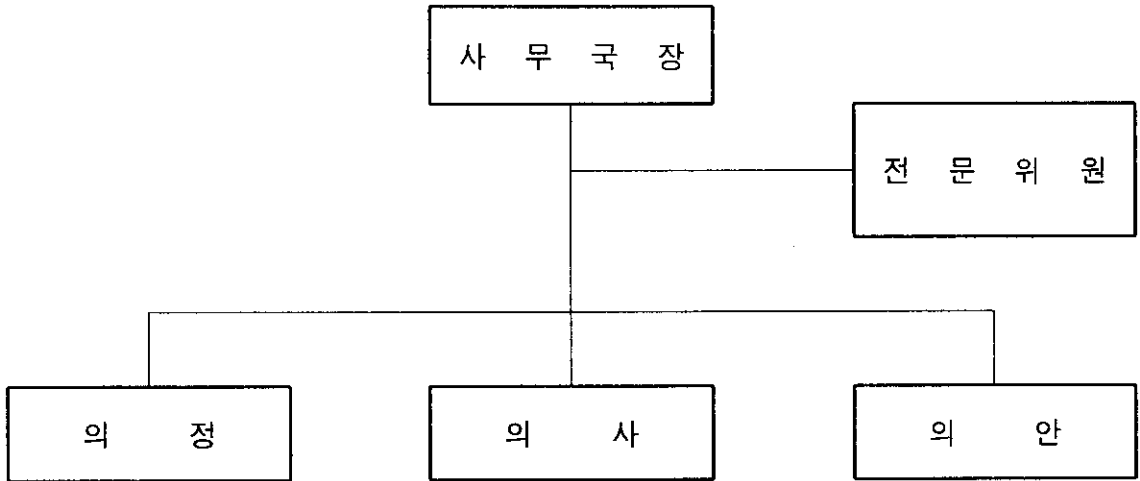 사 무 국 장
전 문 위 원
의 정
의 사
의 안